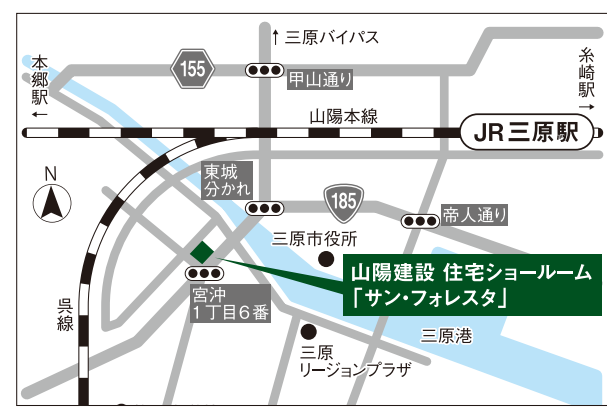 ↑三原バイパス
本郷駅
←
155
甲山通り
糸崎駅
→
山陽本線
JR三原駅
N
東城
分かれ
185
帝人通り
三原市役所
山陽建設 住宅ショールーム
「サン・フォレスタ」
宮沖
1丁目6番
呉線
三原港
三原
リージョンプラザ